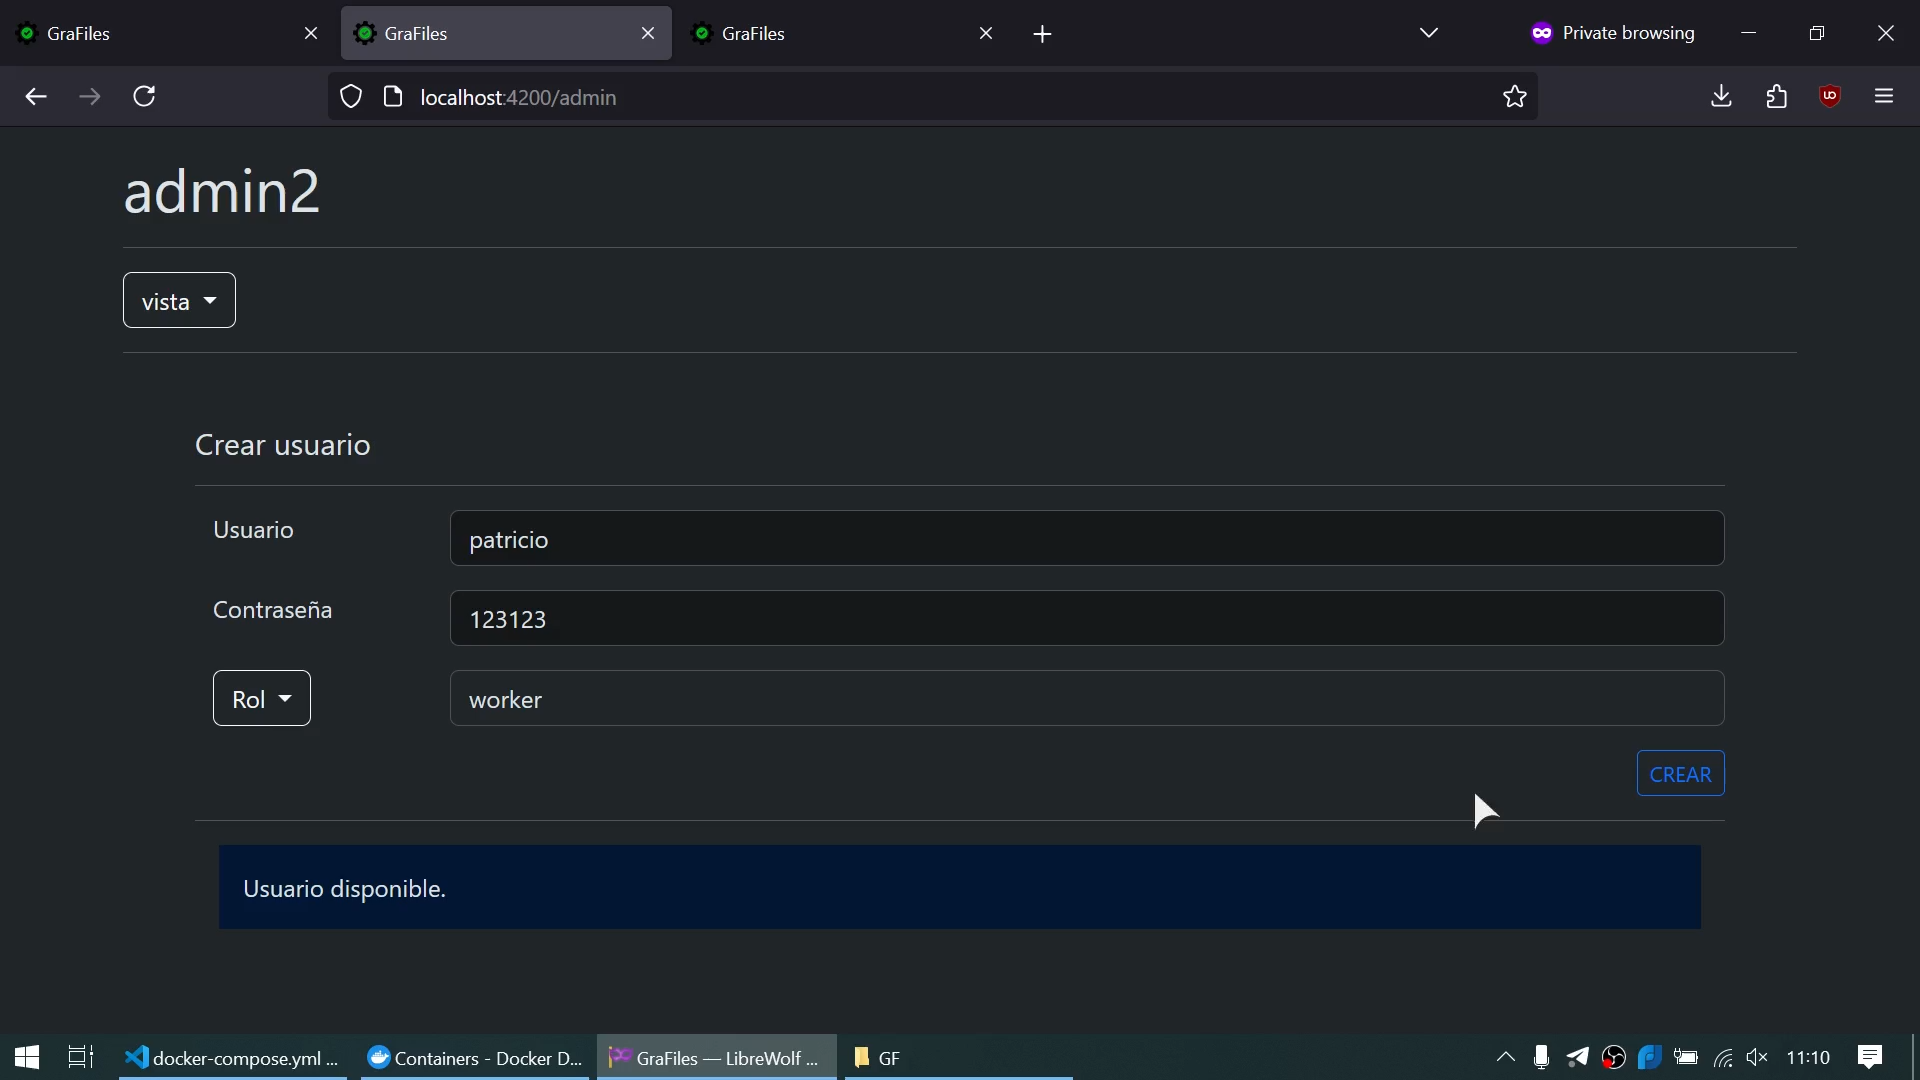 GraFiles
GraFiles
GraFiles
Private browsing
localhost:4200/admin
admin2
vista
Crear usuario
Usuario
patricio
Contraseña
123123
Rol
worker
CREAR
Usuario disponible.
docker-compose.yml ...
Containers - Docker D...
GraFiles — LibreWolf ...
GF
11:10